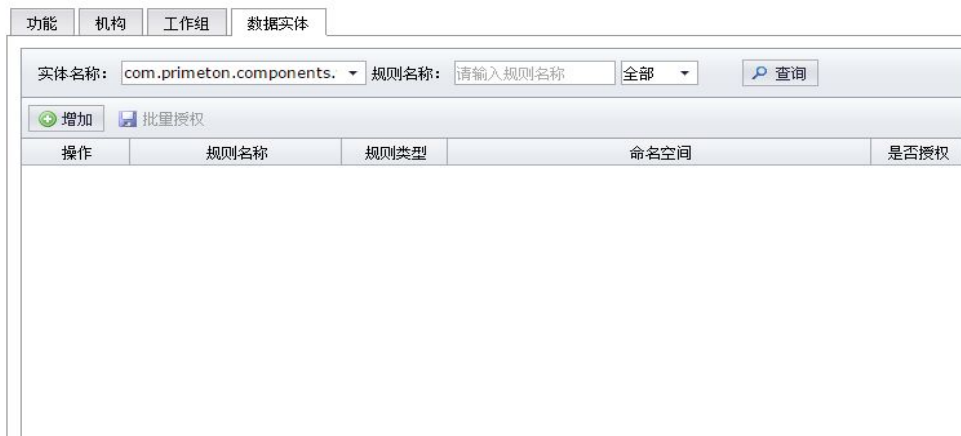 功能 机构 工作组 数据实体
实体名称： com.primeton.components. 规则名称： 请输入规则名称 全部 查询
增加 批量授权
操作 规则名称 规则类型 命名空间 是否授权